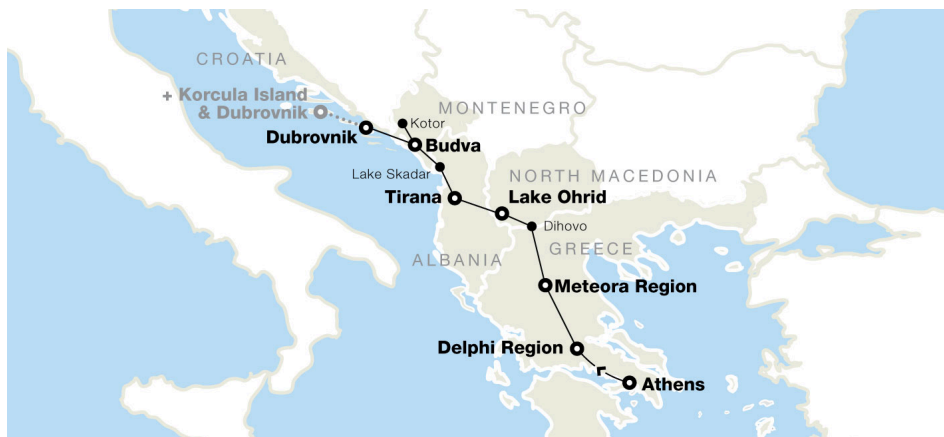 CROATIA
+ Korcula Island
& Dubrovnik
MONTENEGRO
Kotor
Dubrovnik
Budva
Lake Skadar
NORTH MACEDONIA
Tirana
Lake Ohrid
Dihovo
GREECE
ALBANIA
Meteora Region
Delphi Region
Athens